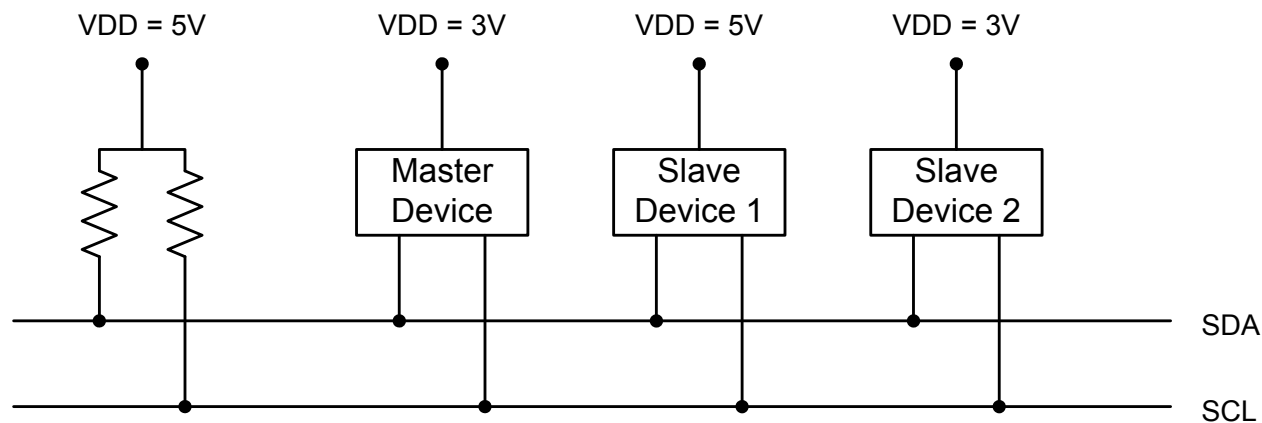 VDD = 5V
VDD = 3V
VDD = 5V
VDD = 3V
Master
Device
Slave
Device 1
Slave
Device 2
SDA
SCL